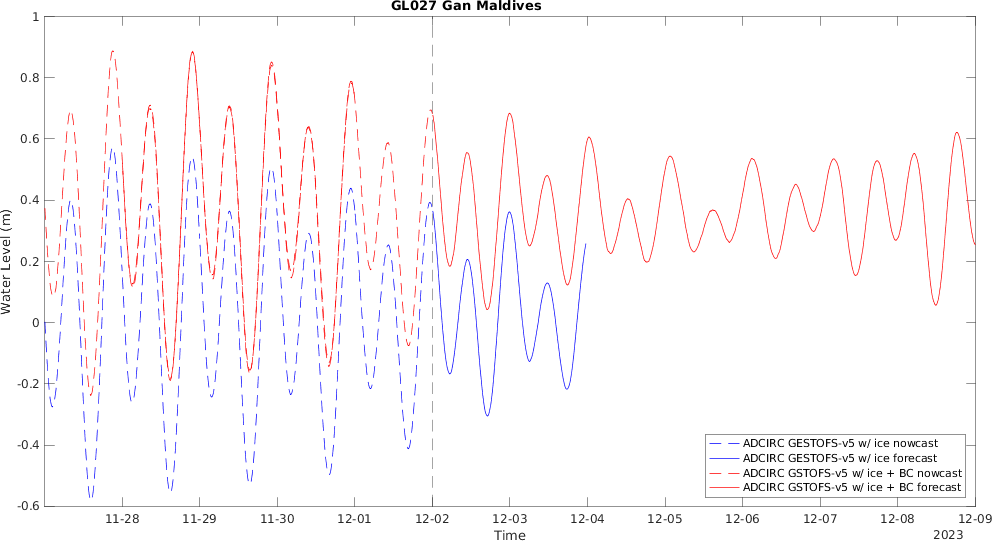 GL027 Gan Maldives
1
0.8
0.6
0.4
0.2
0
-0.2
-0.4
-0.6
Water Level (m)
ADCIRC GESTOFS-v5 w/ ice nowcast
ADCIRC GESTOFS-v5 w/ ice forecast
ADCIRC GSTOFS-v5 w/ ice + BC nowcast
ADCIRC GSTOFS-v5 w/ ice + BC forecast
11-28 11-29 11-30 12-01 12-02 12-03 12-04 12-05 12-06 12-07 12-08 12-09
Time
2023